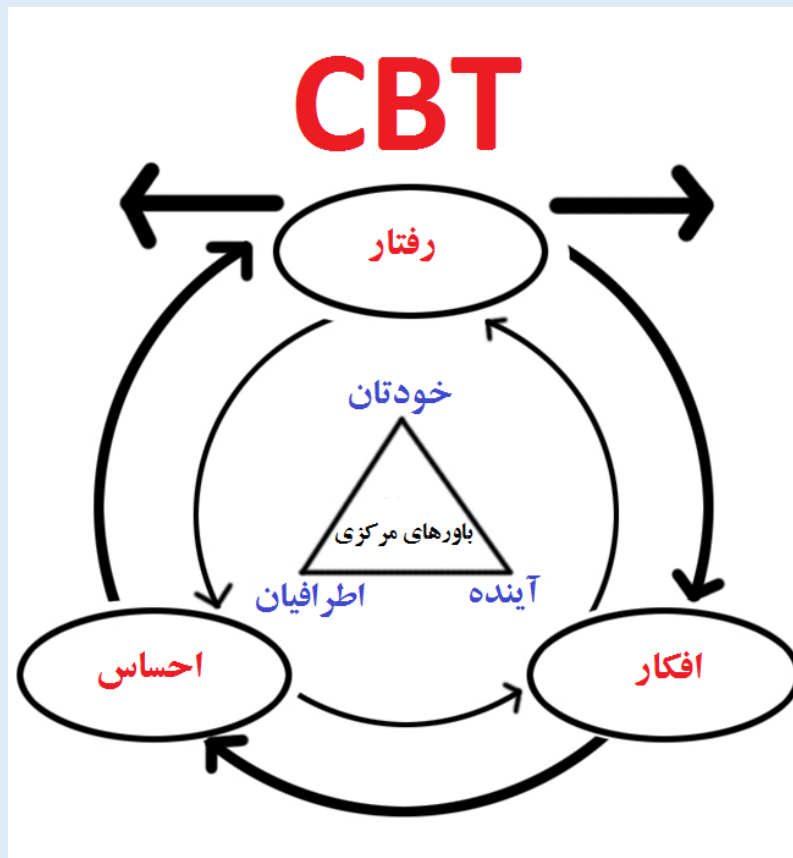 CBT
رفتار
خودتان
باورهای مرکزی
آینده
اطرافیان
افکار
احساس